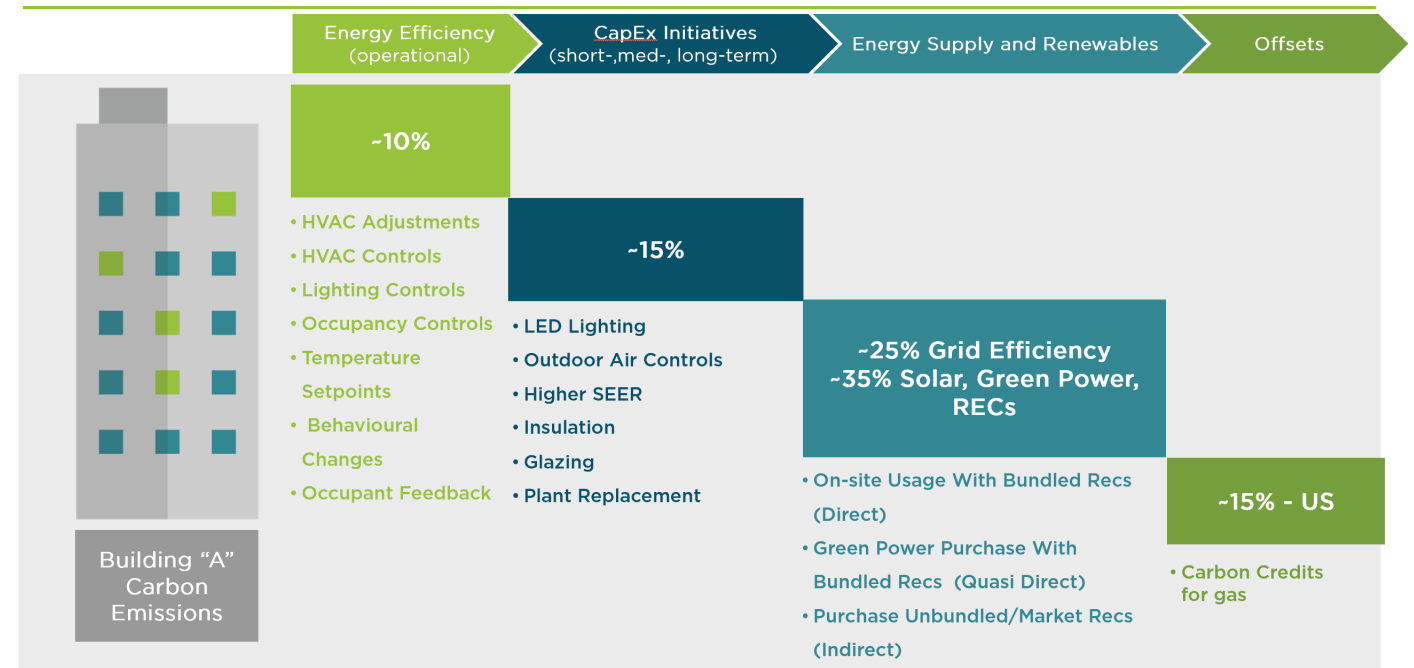 Energy Efficiency
(operational)
CapEx Initiatives
(short-,med-, long-term)
Energy Supply and Renewables
Offsets
~10%
• HVAC Adjustments
• HVAC Controls
• Lighting Controls
• Occupancy Controls
• Temperature
Setpoints
• Behavioural
Changes
• Occupant Feedback
~15%
• LED Lighting
• Outdoor Air Controls
• Higher SEER
• Insulation
• Glazing
• Plant Replacement
~25% Grid Efficiency
~35% Solar, Green Power,
RECs
• On-site Usage With Bundled Recs
(Direct)
• Green Power Purchase With
Bundled Recs (Quasi Direct)
• Purchase Unbundled/Market Recs
(Indirect)
~15% - US
• Carbon Credits
for gas
Building “A”
Carbon
Emissions